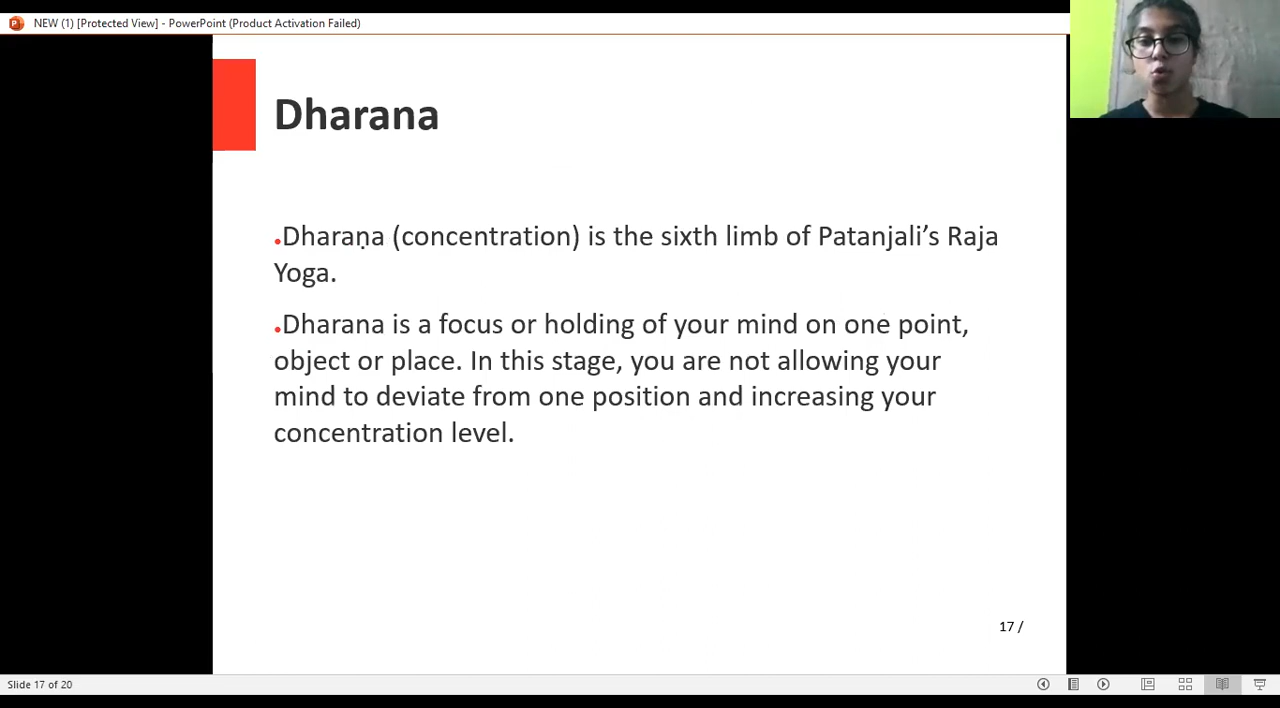 NEW (1) [Protected View] - PowerPoint (Product Activation Failed)
Dharana
•Dharaṇa (concentration) is the sixth limb of Patanjali’s Raja
Yoga.
•Dharana is a focus or holding of your mind on one point,
object or place. In this stage, you are not allowing your
mind to deviate from one position and increasing your
concentration level.
17 /
Slide 17 of 20